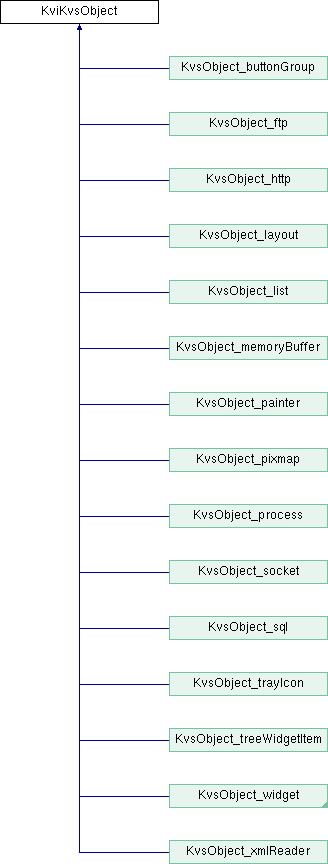 KviKvsObject
KvsObject_buttonGroup
KvsObject_ftp
KvsObject_http
KvsObject_layout
KvsObject_list
KvsObject_memoryBuffer
KvsObject_painter
KvsObject_pixmap
KvsObject_process
KvsObject_socket
KvsObject_sql
KvsObject_trayIcon
KvsObject_treeWidgetItem
KvsObject_widget
KvsObject_xmlReader